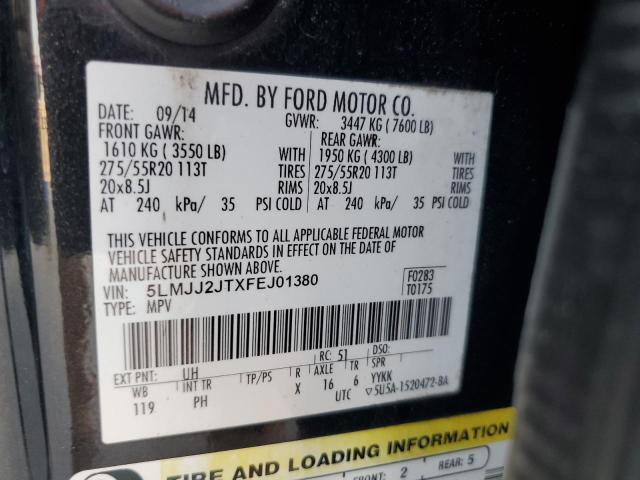 MFD. BY FORD MOTOR CO.
DATE: 09/14 GVWR: 3447 KG ( 7600 LB)
FRONT GAWR: REAR GAWR:
1610 KG ( 3550 LB) WITH 1950 KG ( 4300 LB) WITH
275/55R20 113T TIRES 275/55R20 113T TIRES
20x8.5J RIMS 20x8.5J RIMS
AT 240 kPa/ 35 PSI COLD AT 240 kPa/ 35 PSI COLD
THIS VEHICLE CONFORMS TO ALL APPLICABLE FEDERAL MOTOR
VEHICLE SAFETY STANDARDS IN EFFECT ON THE DATE OF
MANUFACTURE SHOWN ABOVE.
VIN: 5LMJJ2JTXFEJ01380 F0283
TYPE: MPV T0175
EXT PNT: UH RC: 51 DSO:
WB INT TR TP/PS R AXLE TR SPR
119 PH X 16 6 YYKK
UTC ▽5U5A-1520472-BA
TIRE AND LOADING INFORMATION
FRONT: 2 REAR: 5